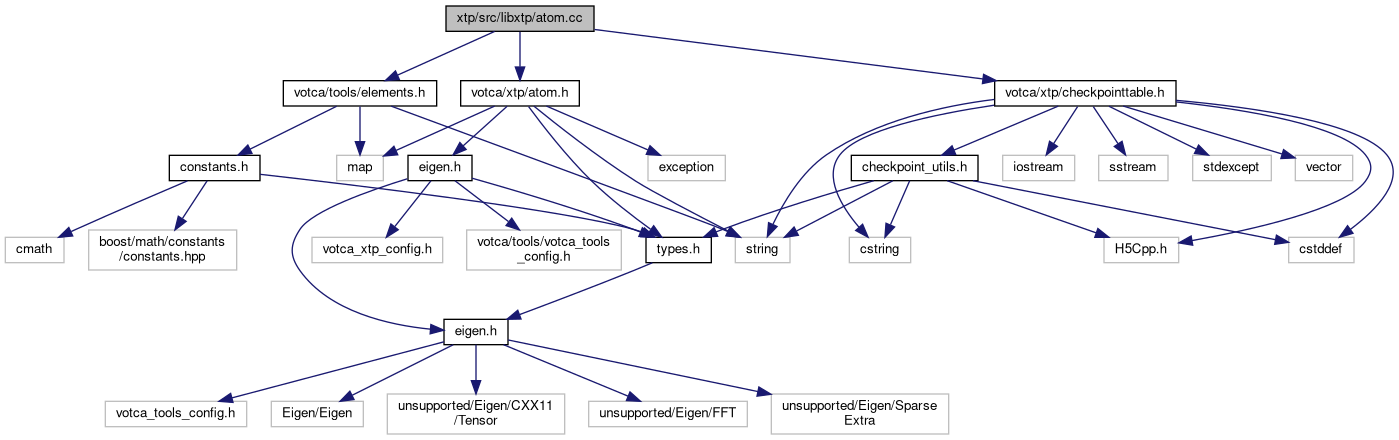 xtp/src/libxtp/atom.cc
votca/tools/elements.h
votca/xtp/atom.h
votca/xtp/checkpointtable.h
constants.h
map
eigen.h
exception
checkpoint_utils.h
iostream
sstream
stdexcept
vector
cmath
boost/math/constants
/constants.hpp
votca_xtp_config.h
votca/tools/votca_tools
_config.h
types.h
string
cstring
H5Cpp.h
cstddef
eigen.h
votca_tools_config.h
Eigen/Eigen
unsupported/Eigen/CXX11
/Tensor
unsupported/Eigen/FFT
unsupported/Eigen/Sparse
Extra